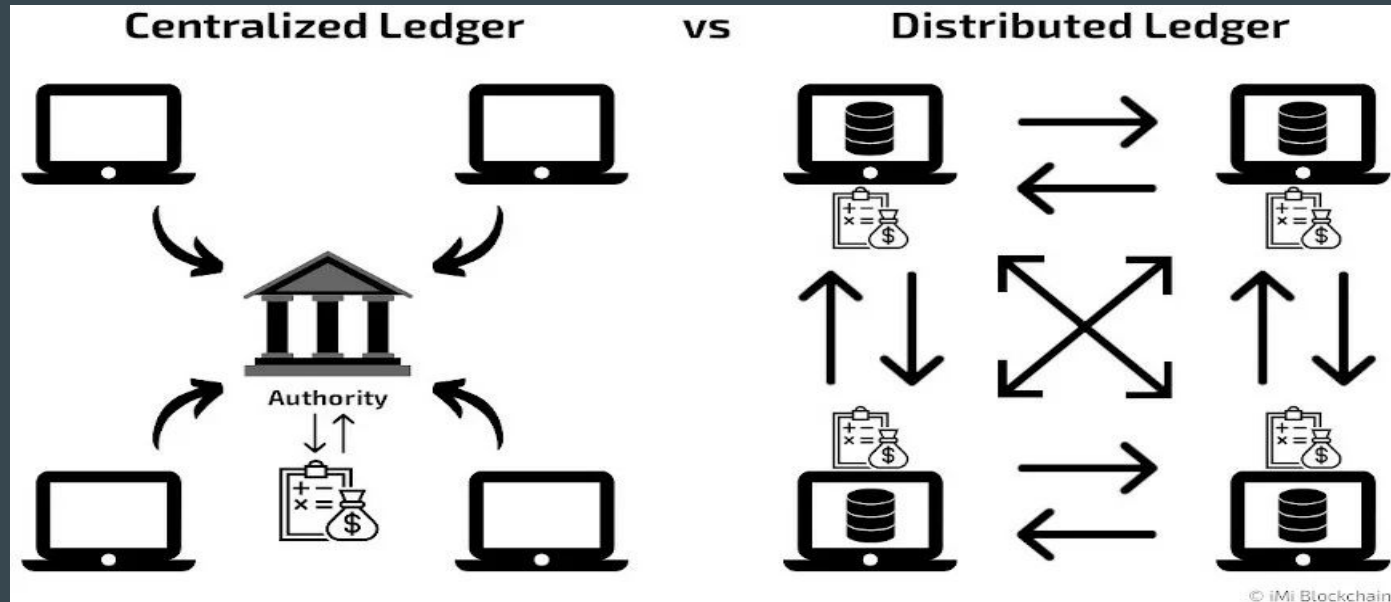 Centralized Ledger vs Distributed Ledger
Authority
+ −
× = $
+ −
× = $
+ −
× = $
+ −
× = $
+ −
× = $
© iMi Blockchain